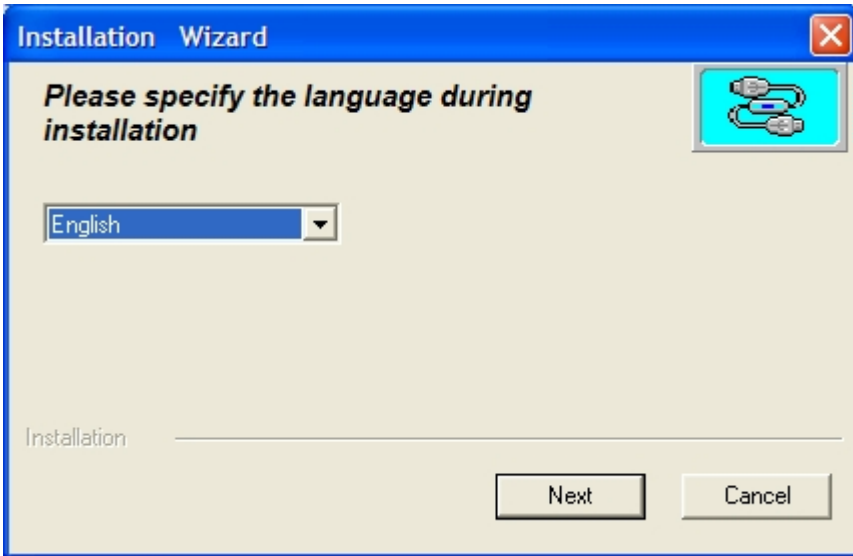 Installation Wizard
Please specify the language during
installation
English
Installation
Next Cancel